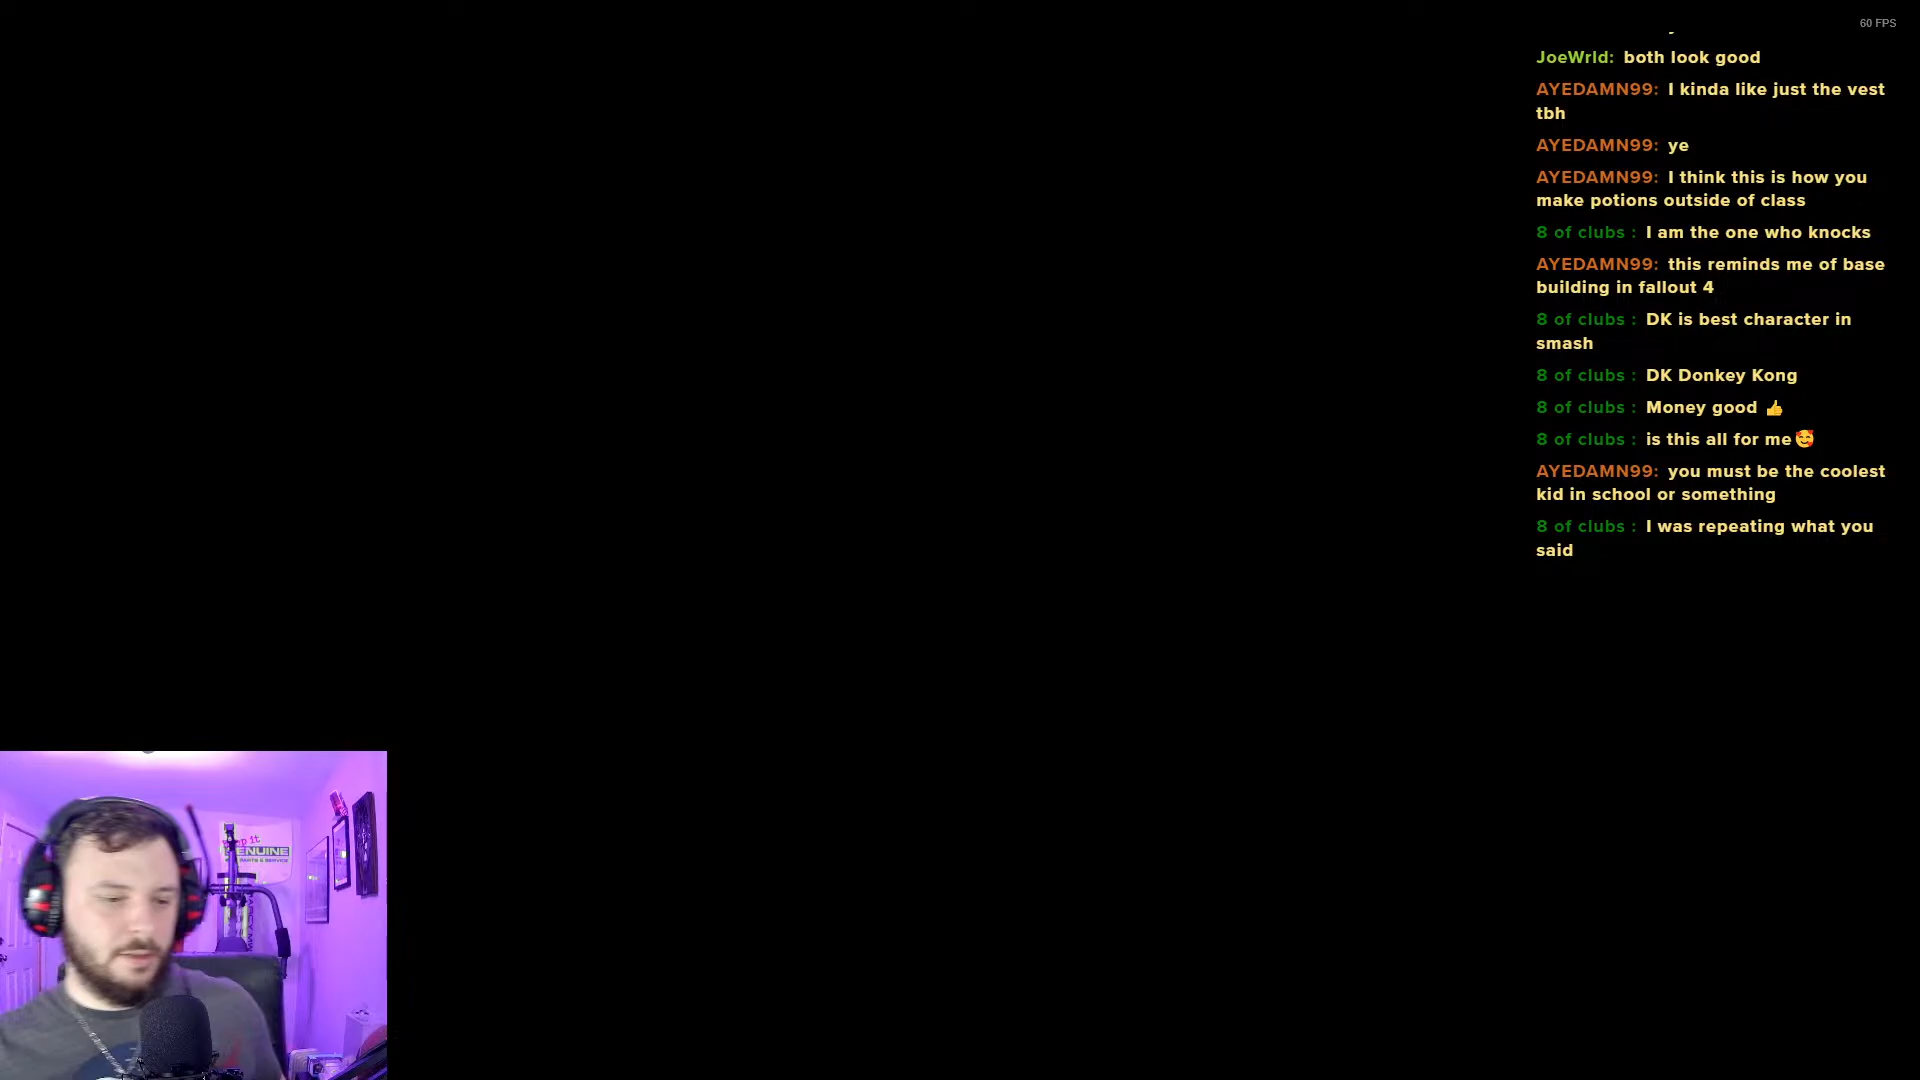 60 FPS
JoeWrld: both look good
AYEDAMN99: I kinda like just the vest
tbh
AYEDAMN99: ye
AYEDAMN99: I think this is how you
make potions outside of class
8 of clubs : I am the one who knocks
AYEDAMN99: this reminds me of base
building in fallout 4
8 of clubs : DK is best character in
smash
8 of clubs : DK Donkey Kong
8 of clubs : Money good 👍
8 of clubs : is this all for me🥰
AYEDAMN99: you must be the coolest
kid in school or something
8 of clubs : I was repeating what you
said
it
GENUINE
PARTS & SERVICE